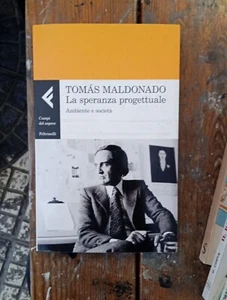 TOMÁS MALDONADO
La speranza progettuale
Ambiente e società
Campi
del sapere
Feltrinelli